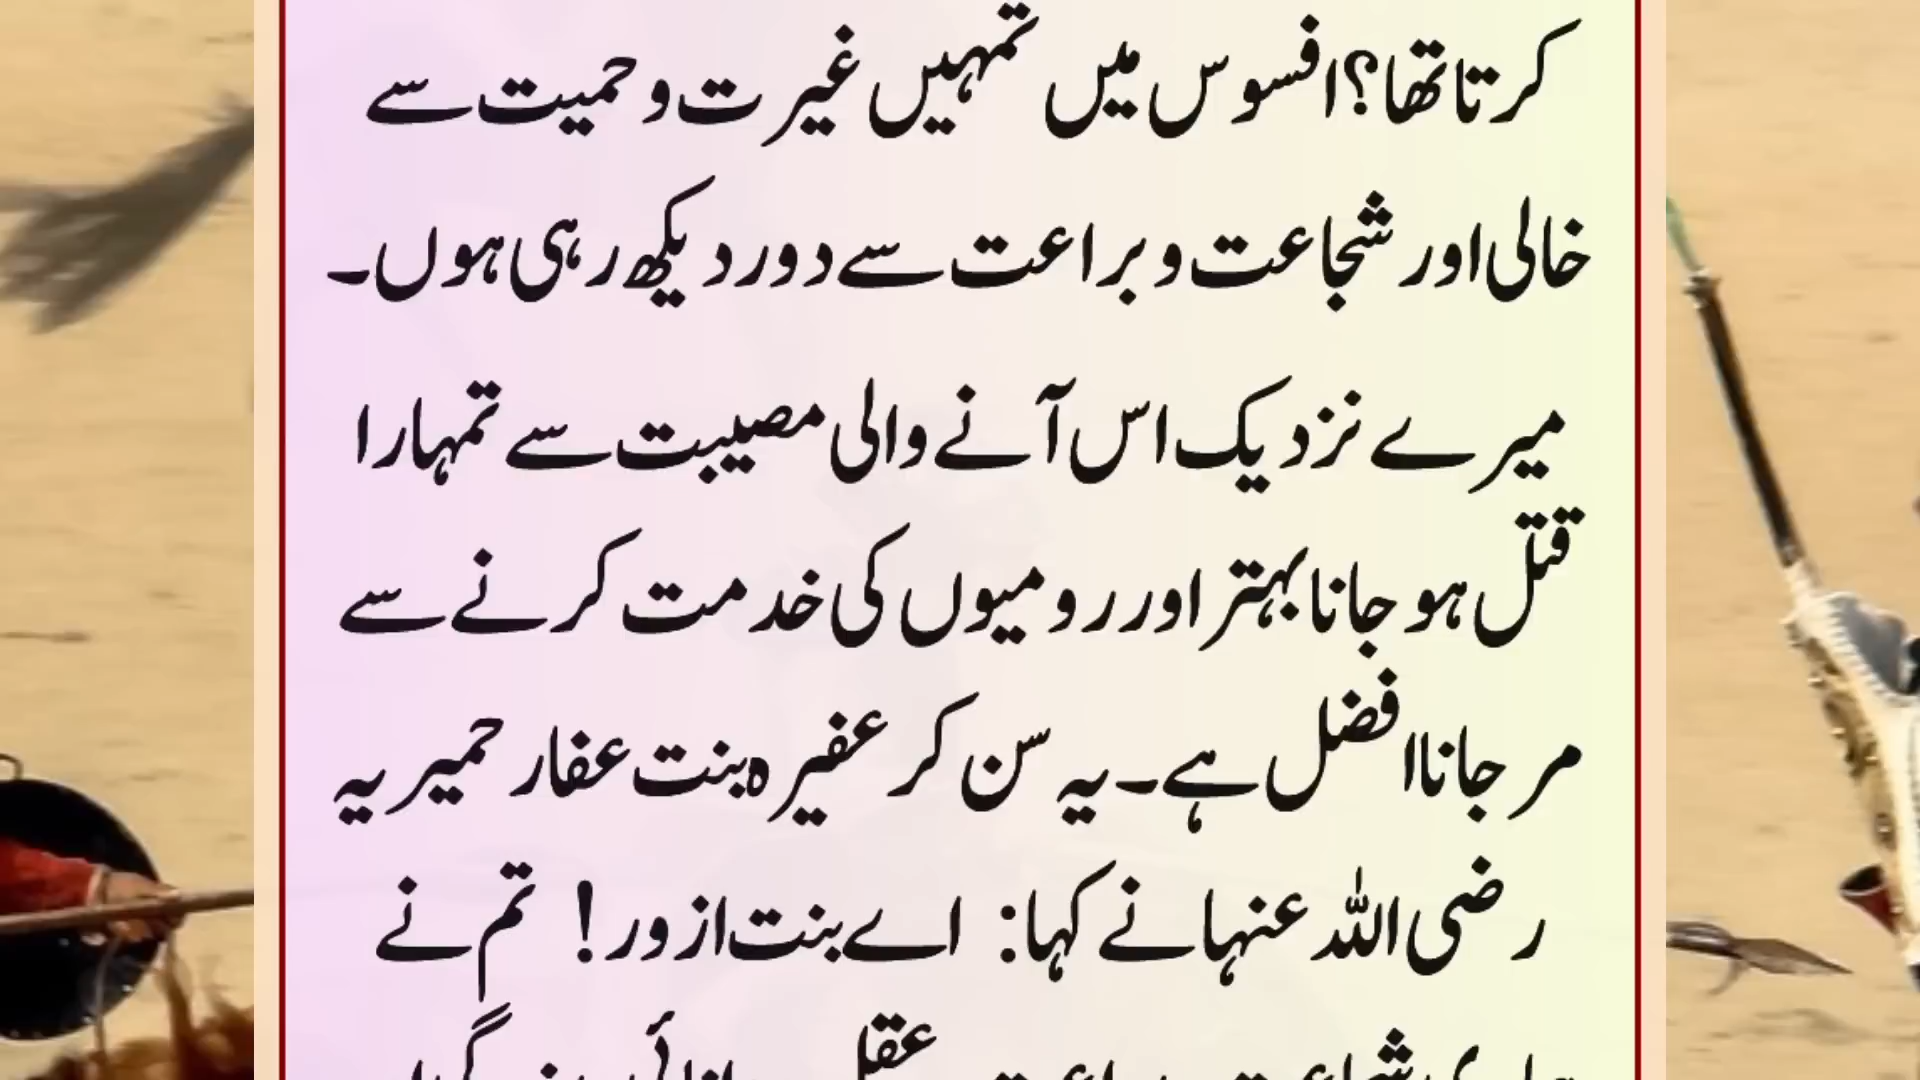 کرتا تھا؟ افسوس میں تمہیں غیرت و حمیت سے
خالی اور شجاعت و براعت سے دور دیکھ رہی ہوں۔
میرے نزدیک اس آنے والی مصیبت سے تمہارا
قتل ہو جانا بہتر اور رومیوں کی خدمت کرنے سے
مر جانا افضل ہے۔ یہ سن کر عفیرہ بنت عفار حمیریہ
رضی اللہ عنہا نے کہا: اے بنت ازور! تم نے
عقل